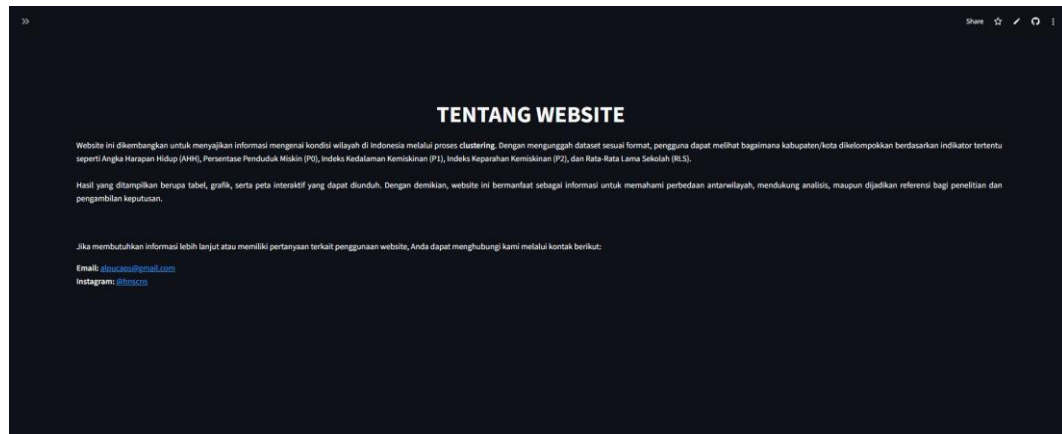 Share
TENTANG WEBSITE
Website ini dikembangkan untuk menyajikan informasi mengenai kondisi wilayah di Indonesia melalui proses clustering. Dengan mengunggah dataset sesuai format, pengguna dapat melihat bagaimana kabupaten/kota dikelompokkan berdasarkan indikator tertentu
seperti Angka Harapan Hidup (AHH), Persentase Penduduk Miskin (P0), Indeks Kedalaman Kemiskinan (P1), Indeks Keparahan Kemiskinan (P2), dan Rata-Rata Lama Sekolah (RLS).
Hasil yang ditampilkan berupa tabel, grafik, serta peta interaktif yang dapat diunduh. Dengan demikian, website ini bermanfaat sebagai informasi untuk memahami perbedaan antarwilayah, mendukung analisis, maupun dijadikan referensi bagi penelitian dan
pengambilan keputusan.
Jika membutuhkan informasi lebih lanjut atau memiliki pertanyaan terkait penggunaan website, Anda dapat menghubungi kami melalui kontak berikut:
Email: alpucaps@gmail.com
Instagram: @hnscns